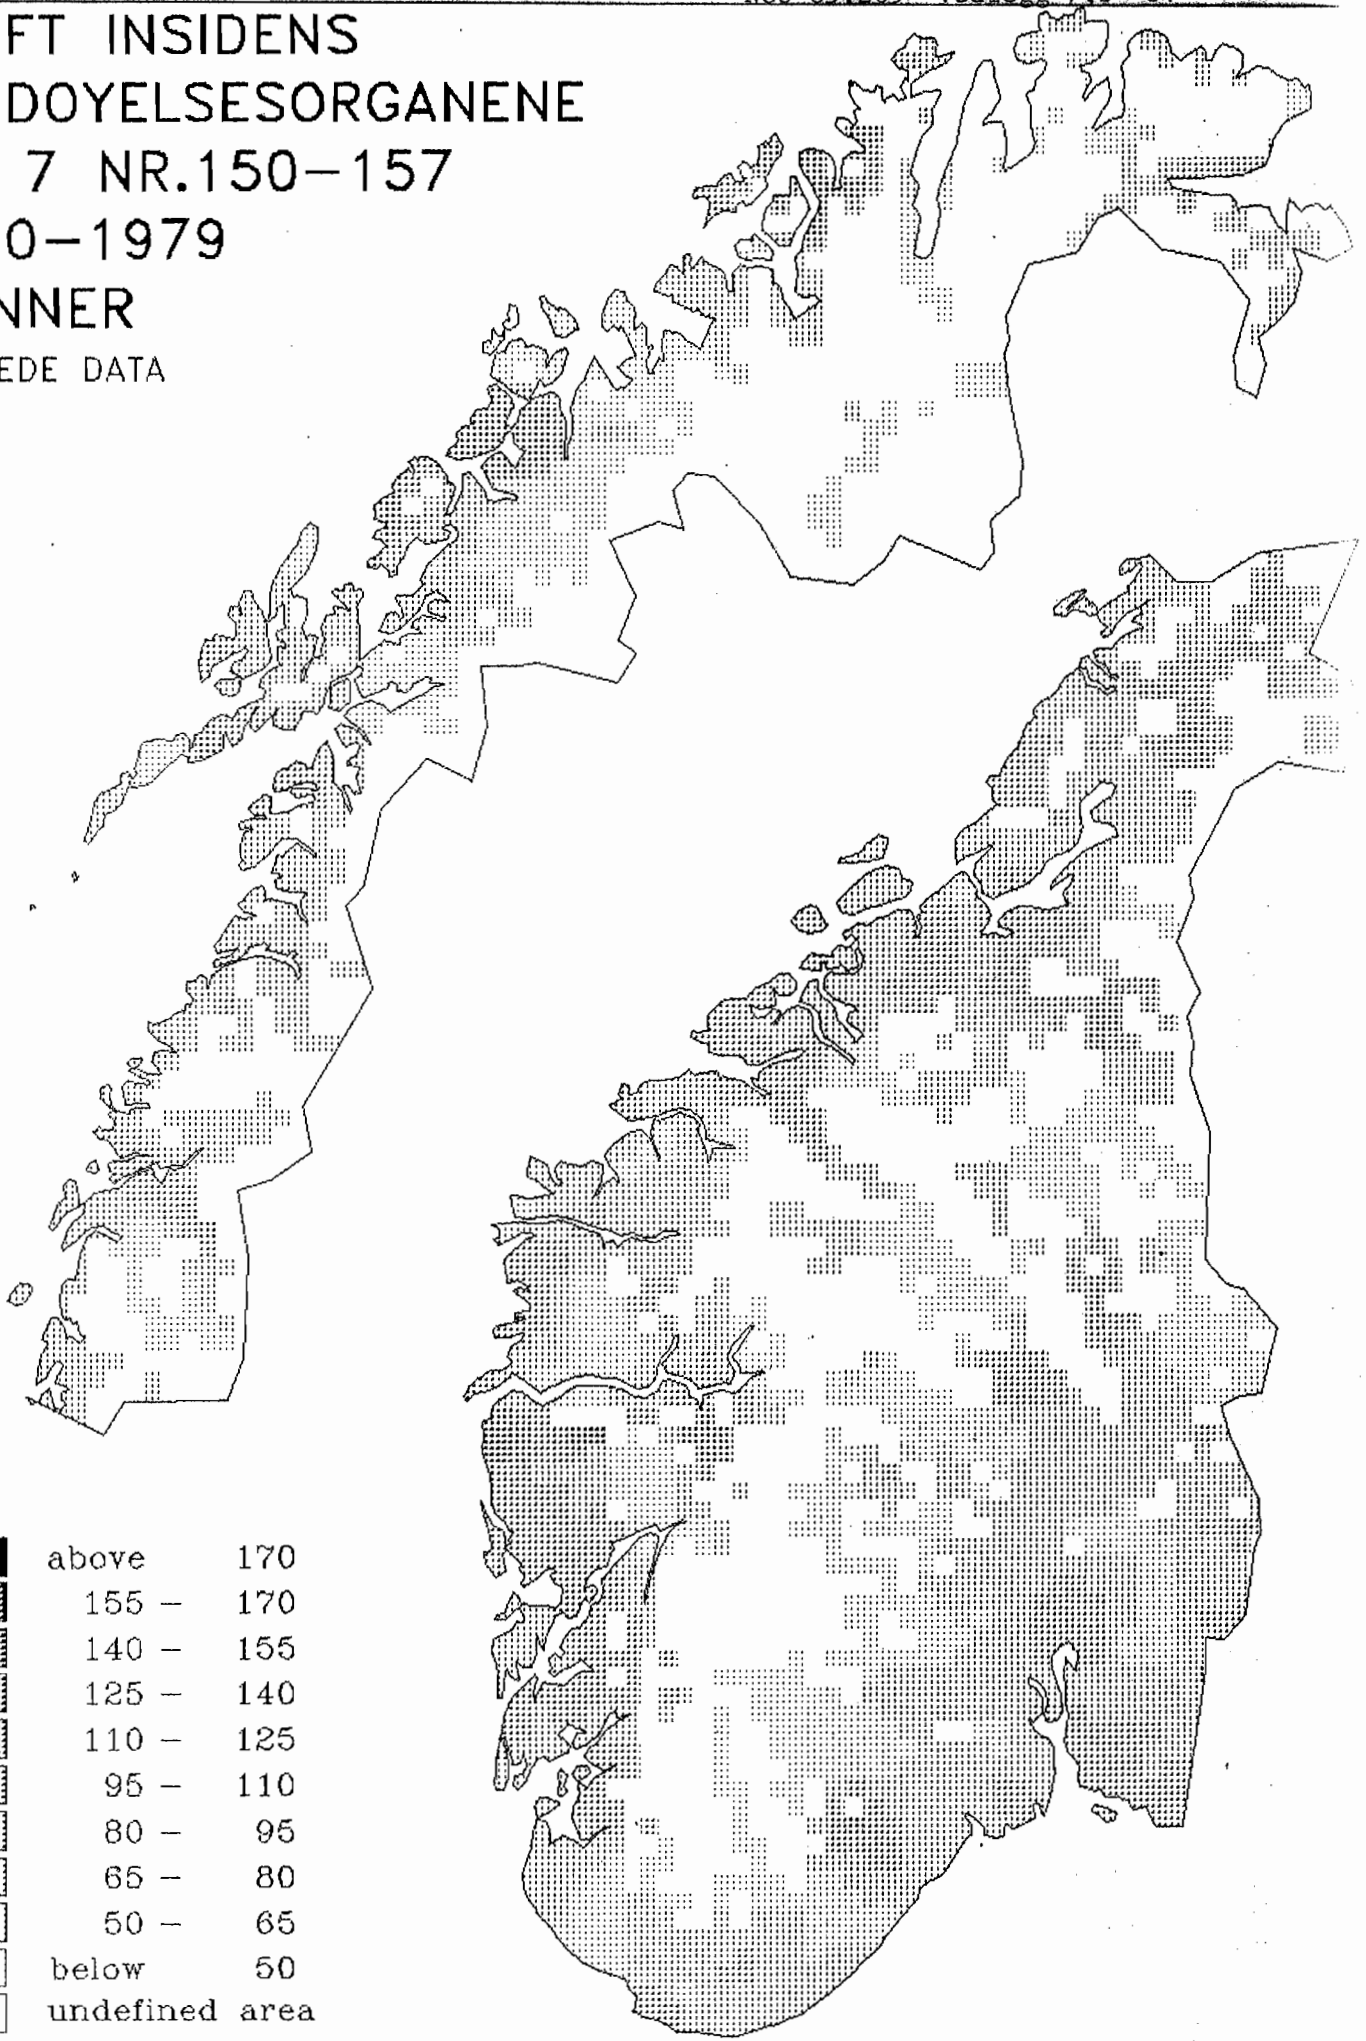 FT INSIDENS
DOYELSESORGANENE
7 NR.150-157
0-1979
NNER
EDE DATA
above 170
155 - 170
140 - 155
125 - 140
110 - 125
95 - 110
80 - 95
65 - 80
50 - 65
below 50
undefined area